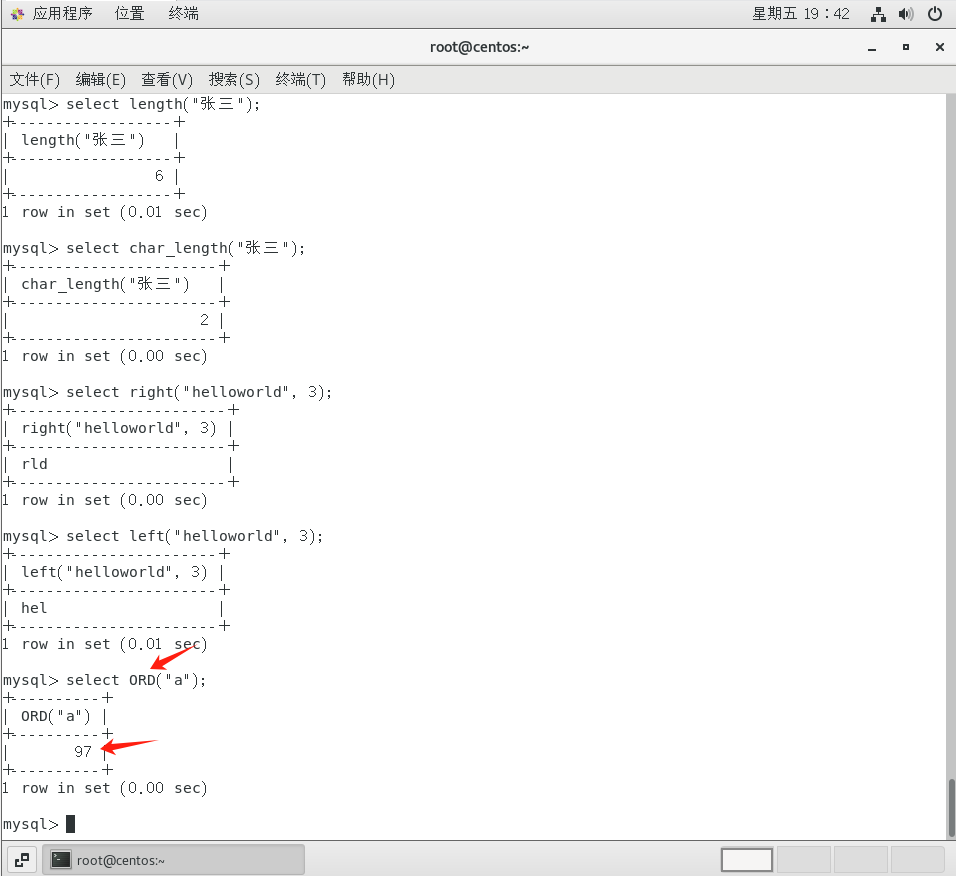 应用程序 位置 终端 星期五 19：42
root@centos:~
文件(F) 编辑(E) 查看(V) 搜索(S) 终端(T) 帮助(H)
mysql> select length("张三");
+------------------+
| length("张三")   |
+------------------+
|                6 |
+------------------+
1 row in set (0.01 sec)
mysql> select char_length("张三");
+-----------------------+
| char_length("张三")   |
+-----------------------+
|                     2 |
+-----------------------+
1 row in set (0.00 sec)
mysql> select right("helloworld", 3);
+------------------------+
| right("helloworld", 3) |
+------------------------+
| rld                    |
+------------------------+
1 row in set (0.00 sec)
mysql> select left("helloworld", 3);
+-----------------------+
| left("helloworld", 3) |
+-----------------------+
| hel                   |
+-----------------------+
1 row in set (0.01 sec)
mysql> select ORD("a");
+----------+
| ORD("a") |
+----------+
|       97 |
+----------+
1 row in set (0.00 sec)
mysql>
root@centos:~